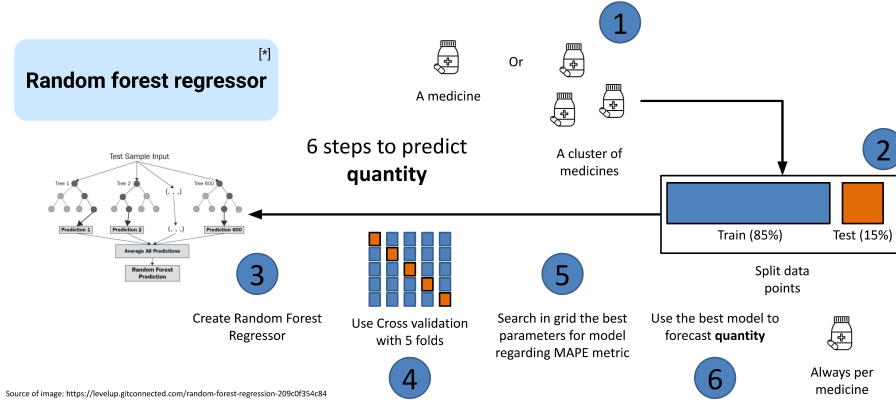 [*]
Random forest regressor
1
A medicine
Or
A cluster of
medicines
6 steps to predict
quantity
2
Train (85%)
Test (15%)
Split data
points
Test Sample Input
Tree 1
Tree 2
(. . .)
Tree 600
Prediction 1
Prediction 2
(. . .)
Prediction 600
Average All Predictions
Random Forest
Prediction
3
Create Random Forest
Regressor
Use Cross validation
with 5 folds
4
5
Search in grid the best
parameters for model
regarding MAPE metric
Use the best model to
forecast quantity
6
Always per
medicine
Source of image: https://levelup.gitconnected.com/random-forest-regression-209c0f354c84